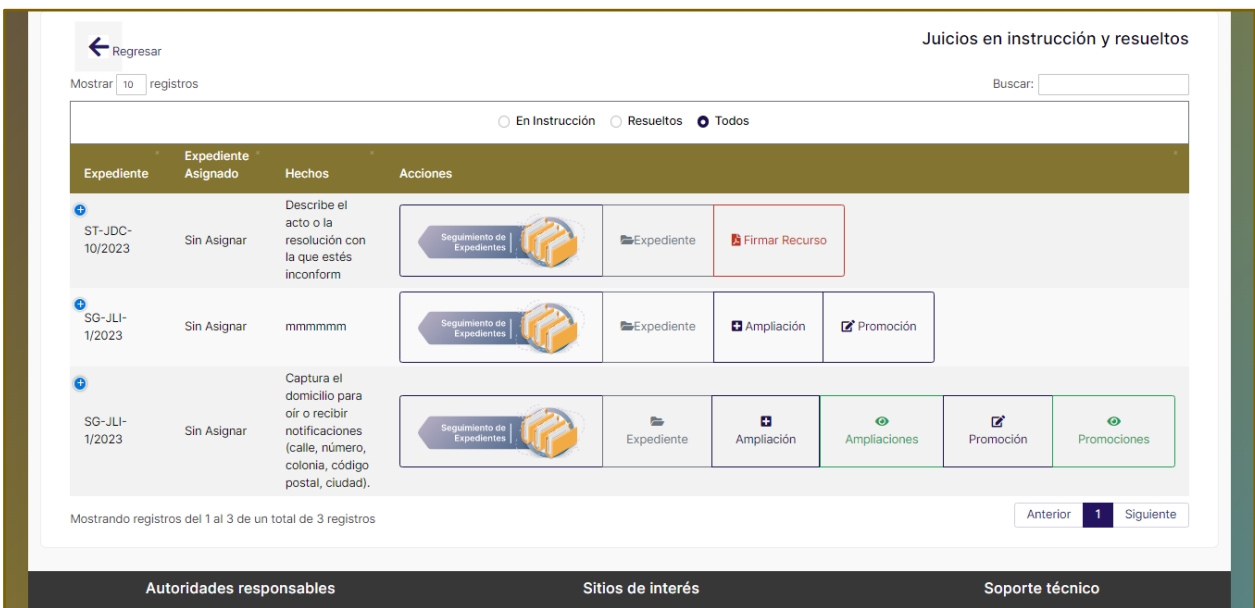 Regresar
Juicios en instrucción y resueltos
Mostrar 10 registros
Buscar:
En Instrucción Resueltos Todos
Expediente
Expediente
Asignado
Hechos
Acciones
ST-JDC-
10/2023
Sin Asignar
Describe el
acto o la
resolución con
la que estés
inconform
Seguimiento de
Expedientes
Expediente
Firmar Recurso
SG-JLI-
1/2023
Sin Asignar
mmmmmm
Seguimiento de
Expedientes
Expediente
Ampliación
Promoción
SG-JLI-
1/2023
Sin Asignar
Captura el
domicilio para
oír o recibir
notificaciones
(calle, número,
colonia, código
postal, ciudad).
Seguimiento de
Expedientes
Expediente
Ampliación
Ampliaciones
Promoción
Promociones
Mostrando registros del 1 al 3 de un total de 3 registros
Anterior 1 Siguiente
Autoridades responsables
Sitios de interés
Soporte técnico